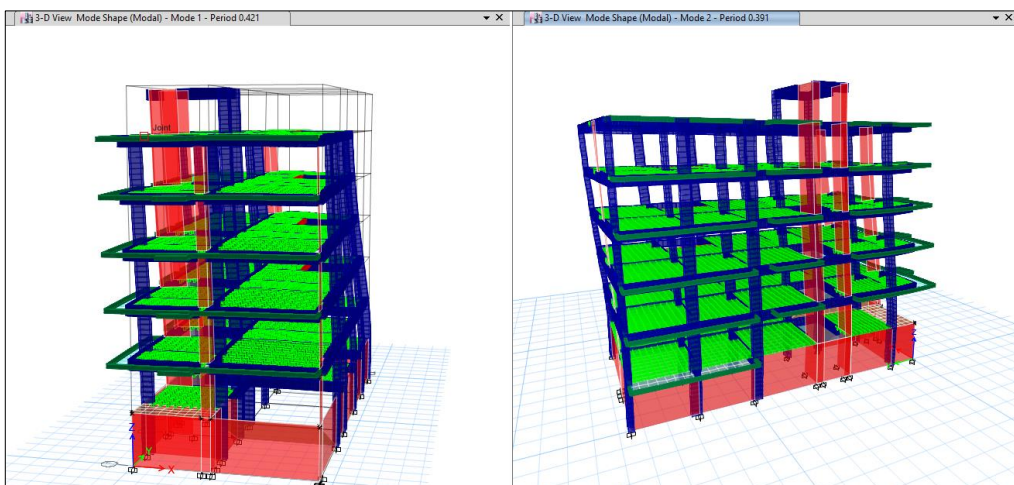 3-D View Mode Shape (Modal) - Mode 1 - Period 0.421
3-D View Mode Shape (Modal) - Mode 2 - Period 0.391
Joint
Z
Y
X
Z